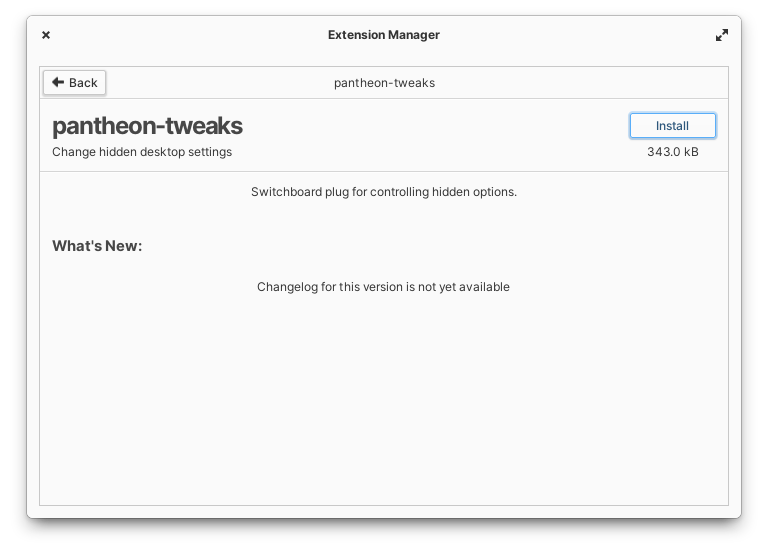 Extension Manager
Back
pantheon-tweaks
pantheon-tweaks
Install
Change hidden desktop settings
343.0 kB
Switchboard plug for controlling hidden options.
What's New:
Changelog for this version is not yet available